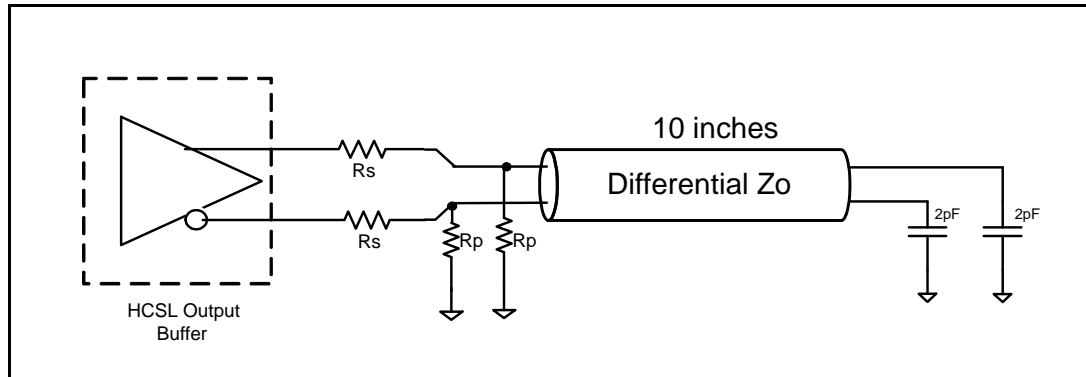 10 inches
Rs
Differential Zo
Rs
Rp
Rp
2pF
2pF
HCSL Output
Buffer